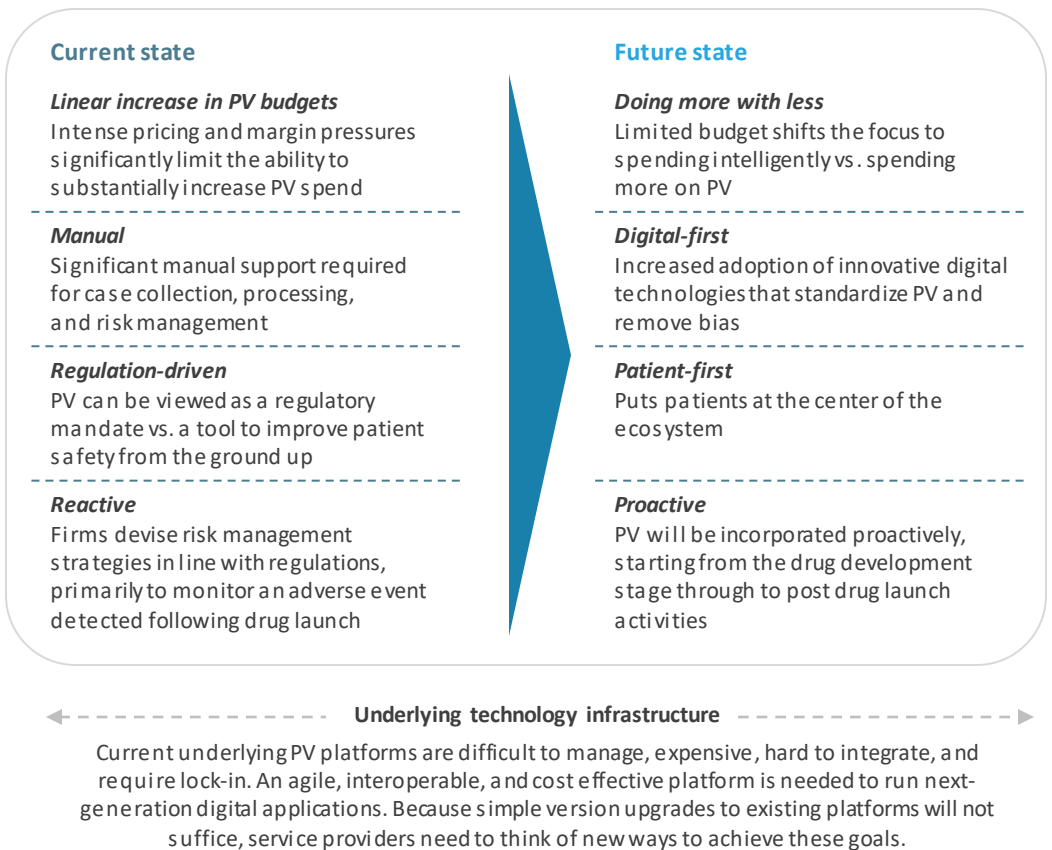 Current state
Linear increase in PV budgets
Intense pricing and margin pressures
significantly limit the ability to
substantially increase PV spend
Manual
Significant manual support required
for case collection, processing,
and risk management
Regulation-driven
PV can be viewed as a regulatory
mandate vs. a tool to improve patient
safety from the ground up
Reactive
Firms devise risk management
strategies in line with regulations,
primarily to monitor an adverse event
detected following drug launch
Future state
Doing more with less
Limited budget shifts the focus to
spending intelligently vs. spending
more on PV
Digital-first
Increased adoption of innovative digital
technologies that standardize PV and
remove bias
Patient-first
Puts patients at the center of the
ecosystem
Proactive
PV will be incorporated proactively,
starting from the drug development
stage through to post drug launch
activities
Underlying technology infrastructure
Current underlying PV platforms are difficult to manage, expensive, hard to integrate, and
require lock-in. An agile, interoperable, and cost effective platform is needed to run next-
generation digital applications. Because simple version upgrades to existing platforms will not
suffice, service providers need to think of new ways to achieve these goals.